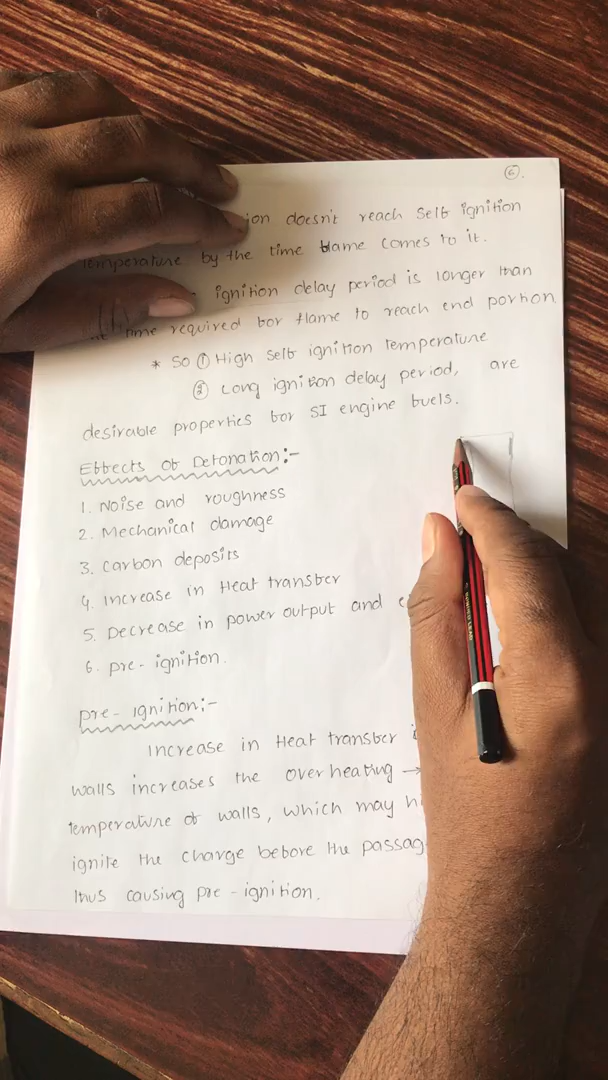 6.
ion doesn't reach self ignition
Temperature by the time flame comes to it.
ignition delay period is longer than
time required for flame to reach end portion
* So ① High self ignition temperature
② Long ignition delay period, are
desirable properties for SI engine fuels.
Effects of Detonation:-
1. Noise and roughness
2. Mechanical damage
3. Carbon deposits
4. Increase in Heat transfer
5. Decrease in power output and
6. pre-ignition.
pre-ignition:-
Increase in Heat transfer
walls increases the overheating →
temperature of walls, which may
ignite the charge before the
thus causing pre-ignition.